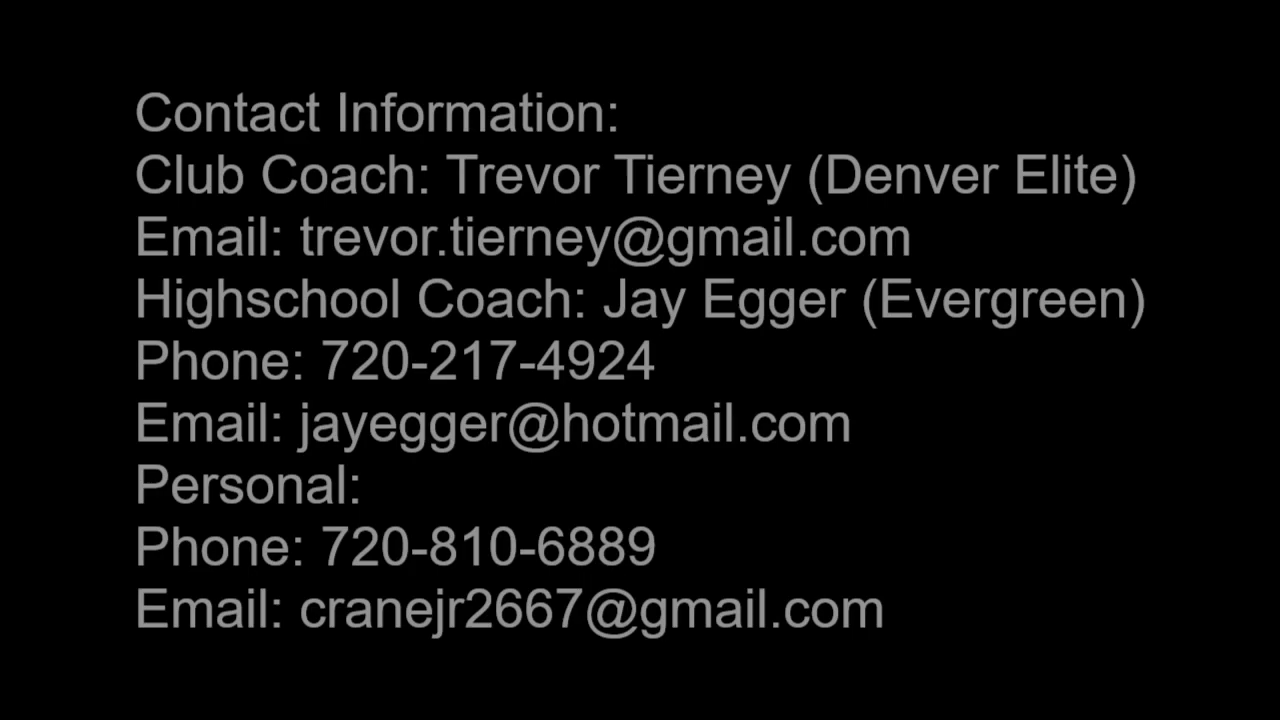 Contact Information:
Club Coach: Trevor Tierney (Denver Elite)
Email: trevor.tierney@gmail.com
Highschool Coach: Jay Egger (Evergreen)
Phone: 720-217-4924
Email: jayegger@hotmail.com
Personal:
Phone: 720-810-6889
Email: cranejr2667@gmail.com